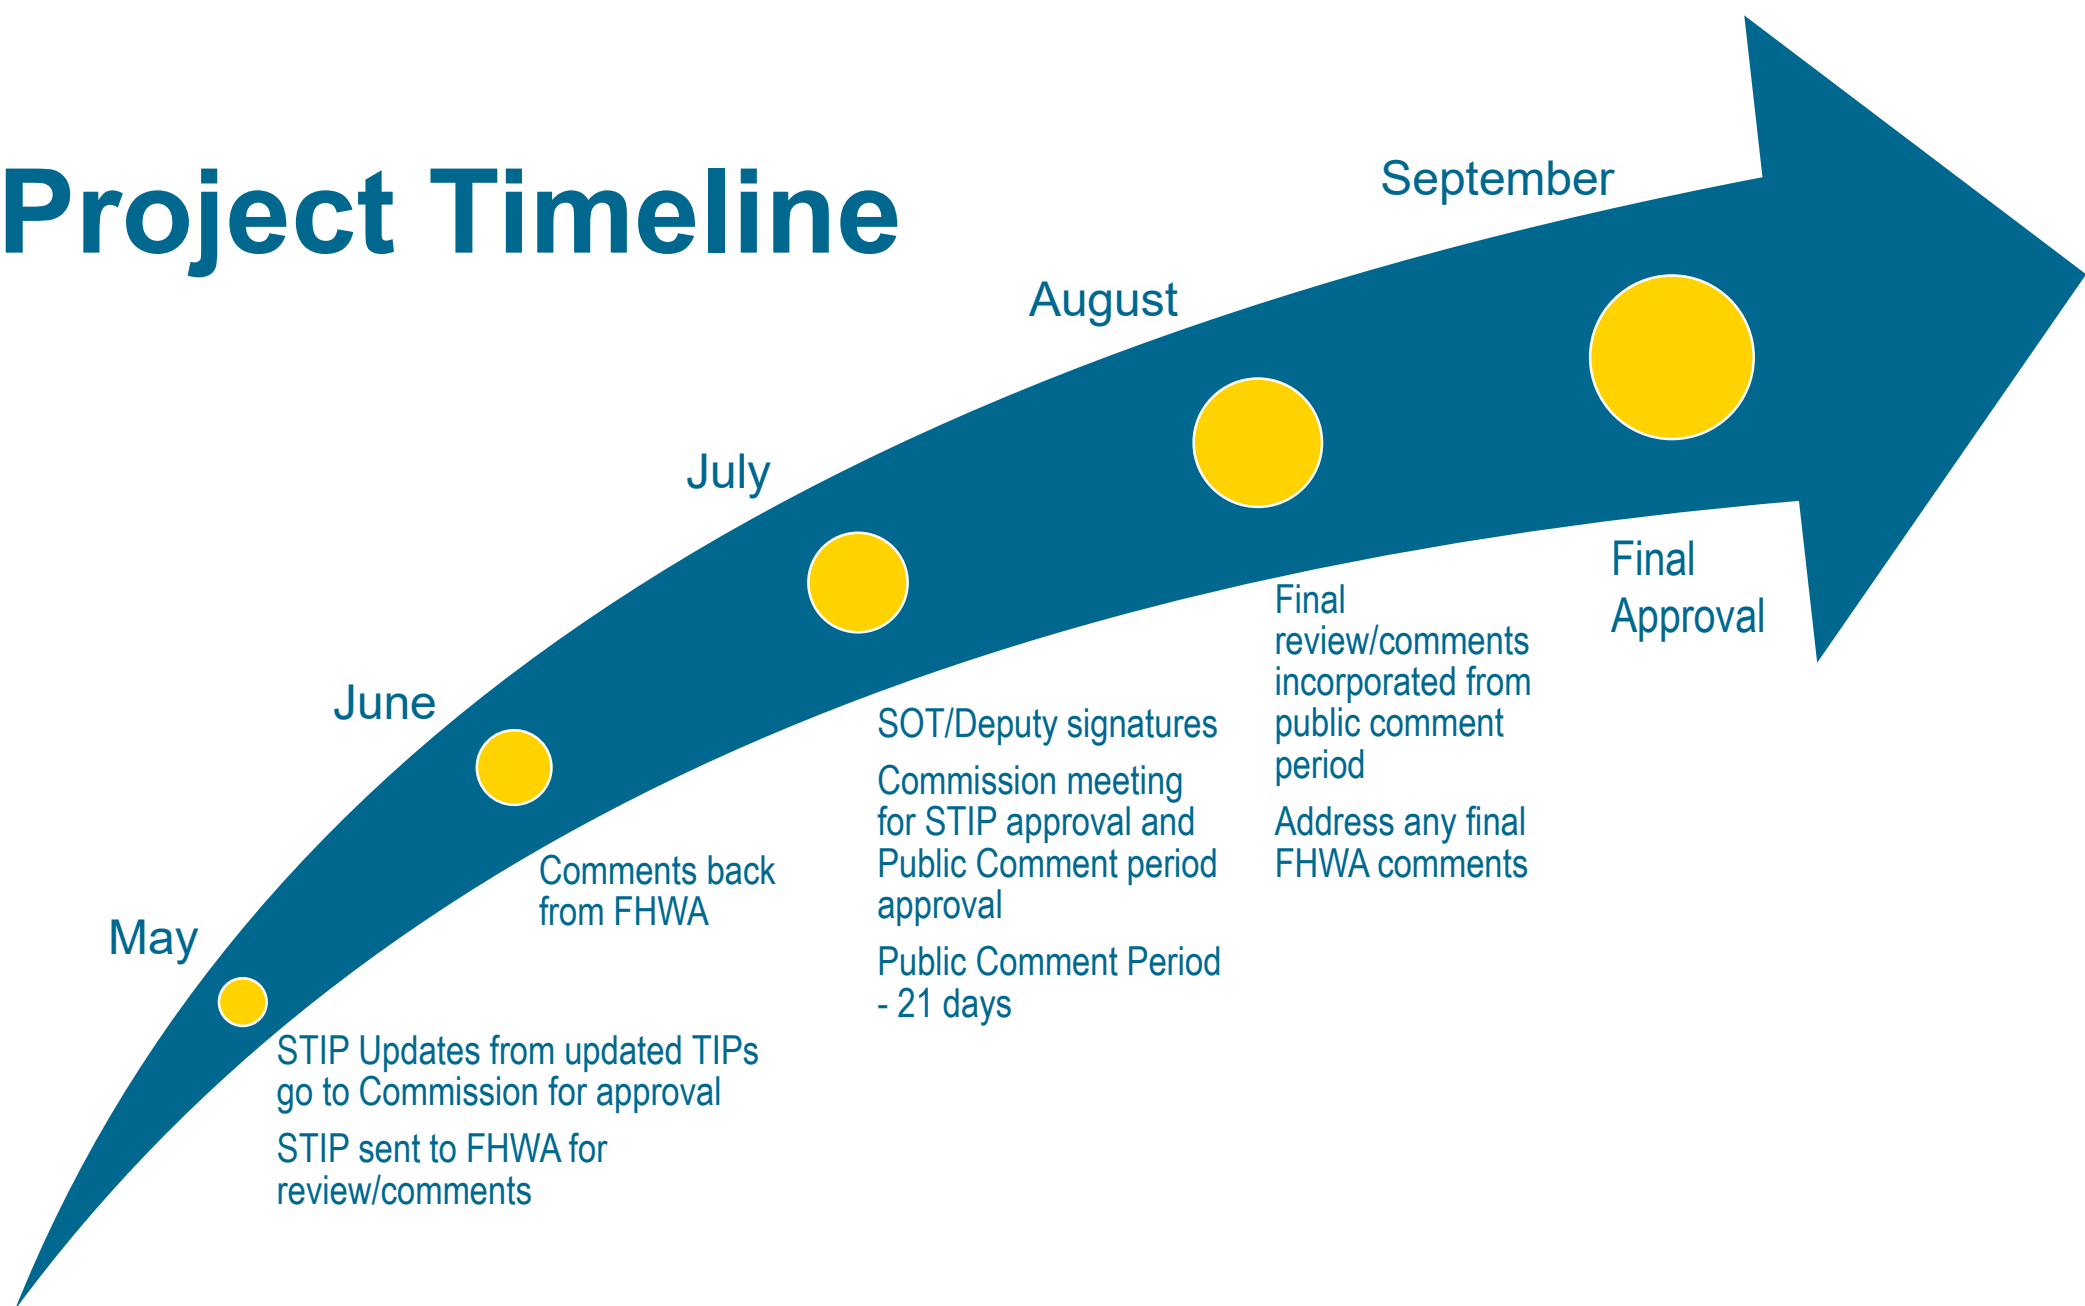 Project Timeline
May
STIP Updates from updated TIPs
go to Commission for approval
STIP sent to FHWA for
review/comments
June
Comments back
from FHWA
July
SOT/Deputy signatures
Commission meeting
for STIP approval and
Public Comment period
approval
Public Comment Period
- 21 days
August
Final
review/comments
incorporated from
public comment
period
Address any final
FHWA comments
September
Final
Approval